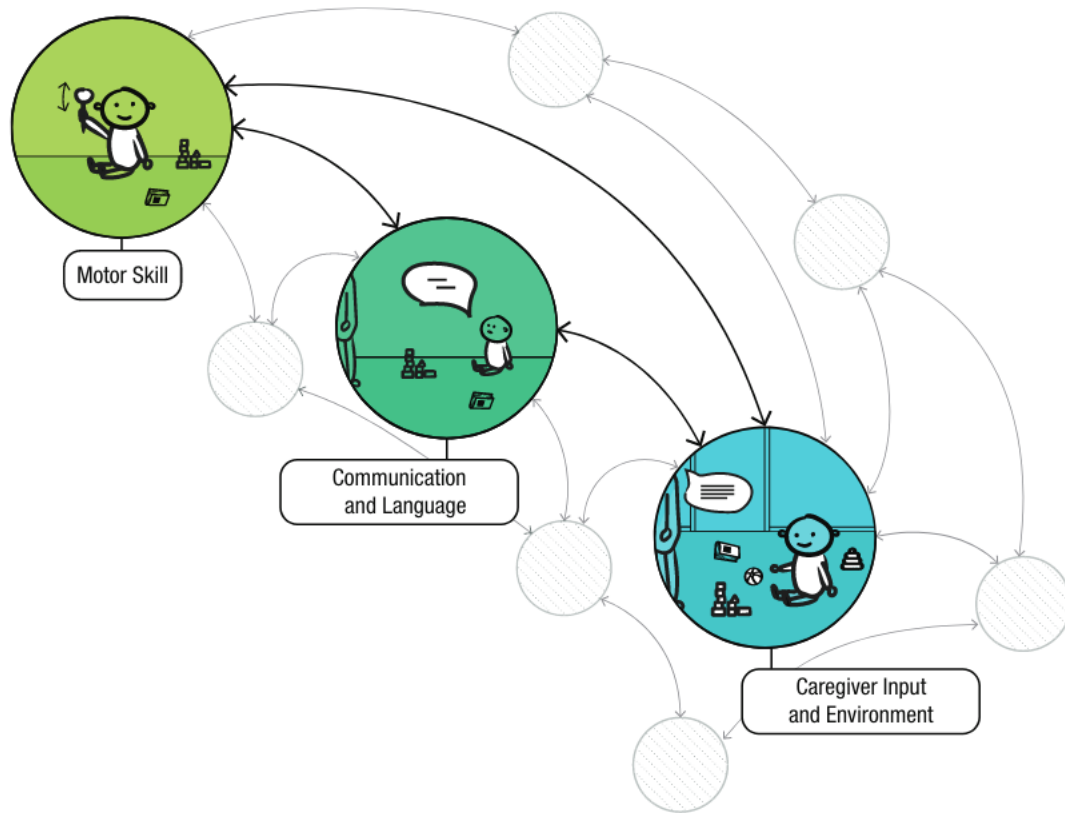 Motor Skill
Communication
and Language
Caregiver Input
and Environment